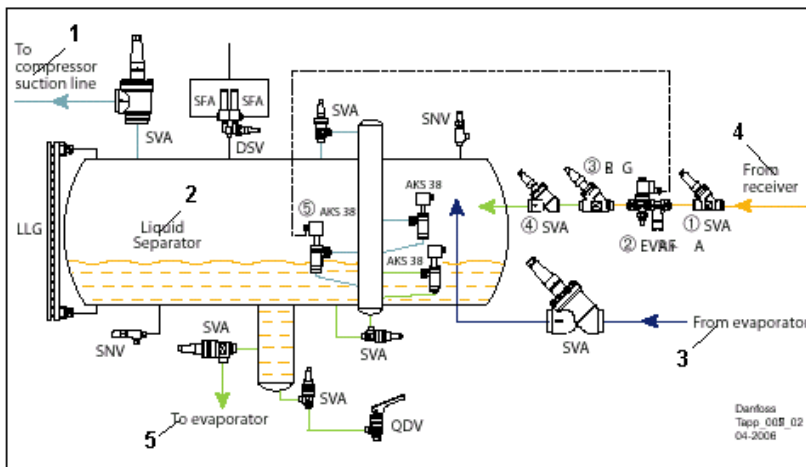 1
To
compressor
suction line
SVA
SFA
SFA
DSV
SVA
SNV
4
From
receiver
LLG
2
Liquid
Separator
⑤ AKS 38
AKS 38
AKS 38
④ SVA
③
① SVA
②
SNV
SVA
SVA
SVA
From evaporator
3
SVA
QDV
To evaporator
5
Danfoss
04-2006